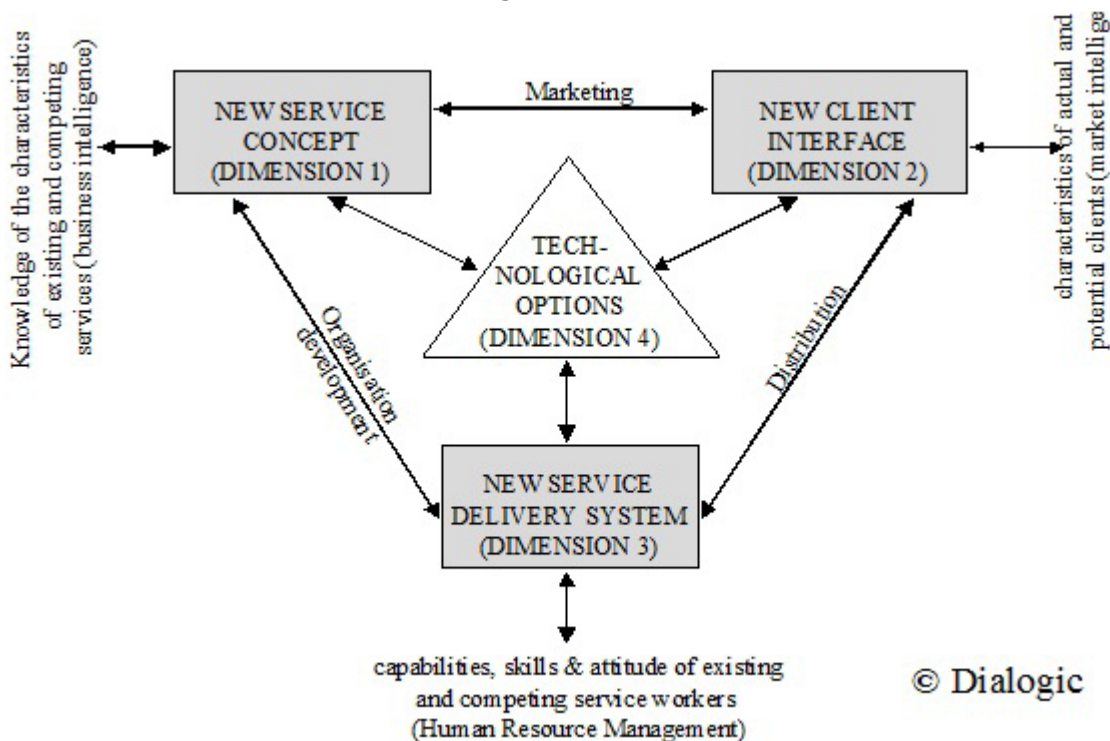 Knowledge of the characteristics
of existing and competing
services (business intelligence)
NEW SERVICE
CONCEPT
(DIMENSION 1)
Marketing
NEW CLIENT
INTERFACE
(DIMENSION 2)
characteristics of actual and
potential clients (market intellige
TECH-
NOLOGICAL
OPTIONS
(DIMENSION 4)
Organisation
development
Distribution
NEW SERVICE
DELIVERY SYSTEM
(DIMENSION 3)
capabilities, skills & attitude of existing
and competing service workers
(Human Resource Management)
© Dialogic